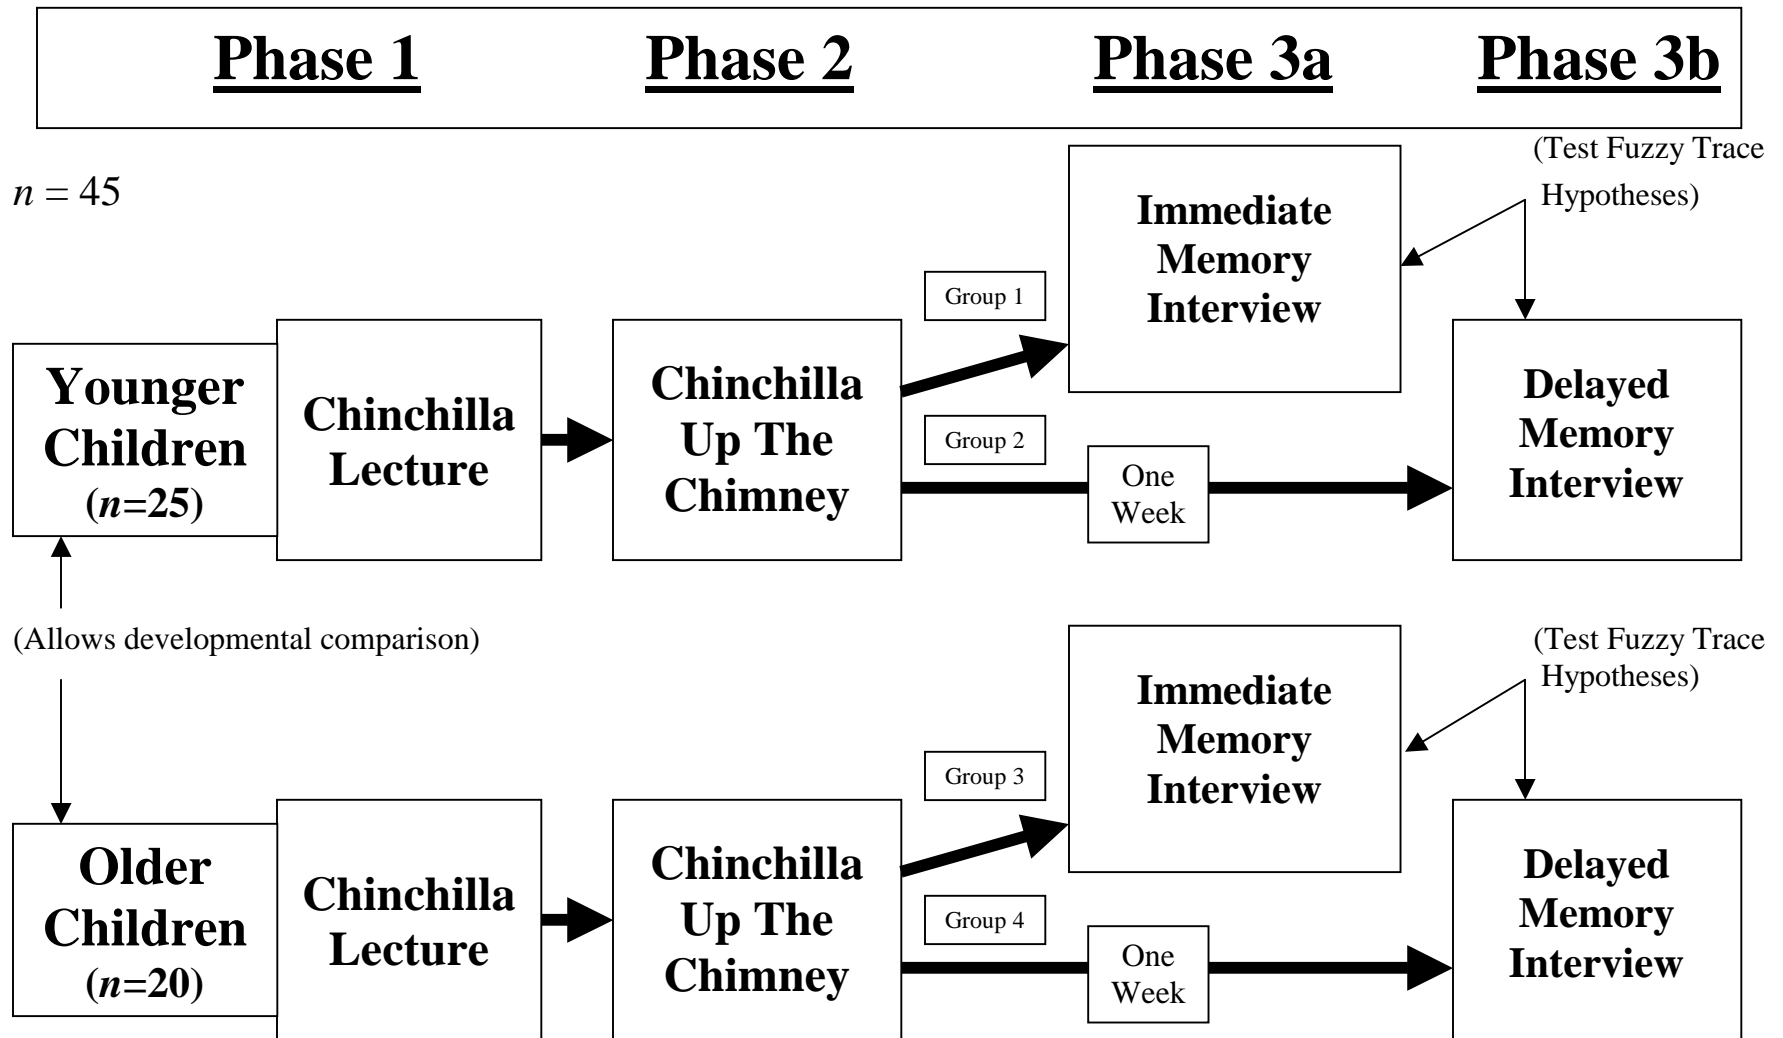 Phase 1 Phase 2 Phase 3a Phase 3b
n = 45
(Test Fuzzy Trace
Hypotheses)
Younger
Children
(n=25)
Chinchilla
Lecture
Chinchilla
Up The
Chimney
Group 1
Immediate
Memory
Interview
Group 2
One
Week
Delayed
Memory
Interview
(Allows developmental comparison)
(Test Fuzzy Trace
Hypotheses)
Older
Children
(n=20)
Chinchilla
Lecture
Chinchilla
Up The
Chimney
Group 3
Immediate
Memory
Interview
Group 4
One
Week
Delayed
Memory
Interview